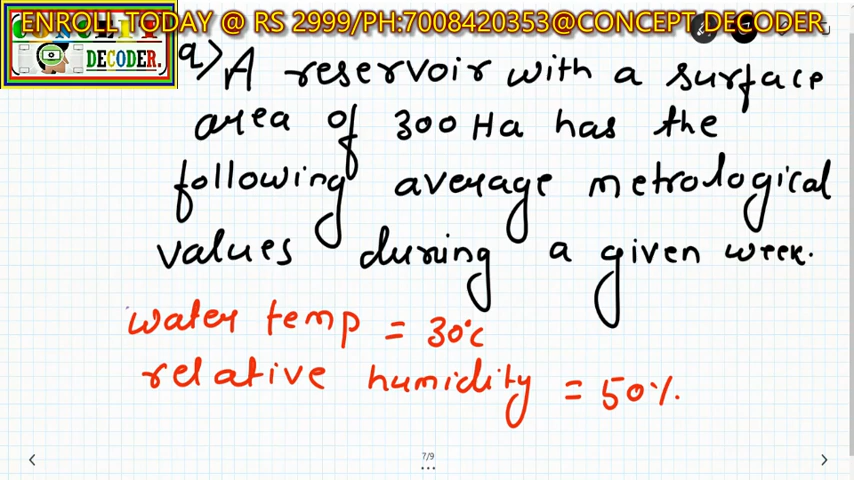 ENROLL TODAY @ RS 2999/PH:7008420353@CONCEPT DECODER.
DECODER.
a) A reservoir with a surface
area of 300 Ha has the
following average metrological
values during a given week.
water temp = 30°C
relative humidity = 50%.
7/9